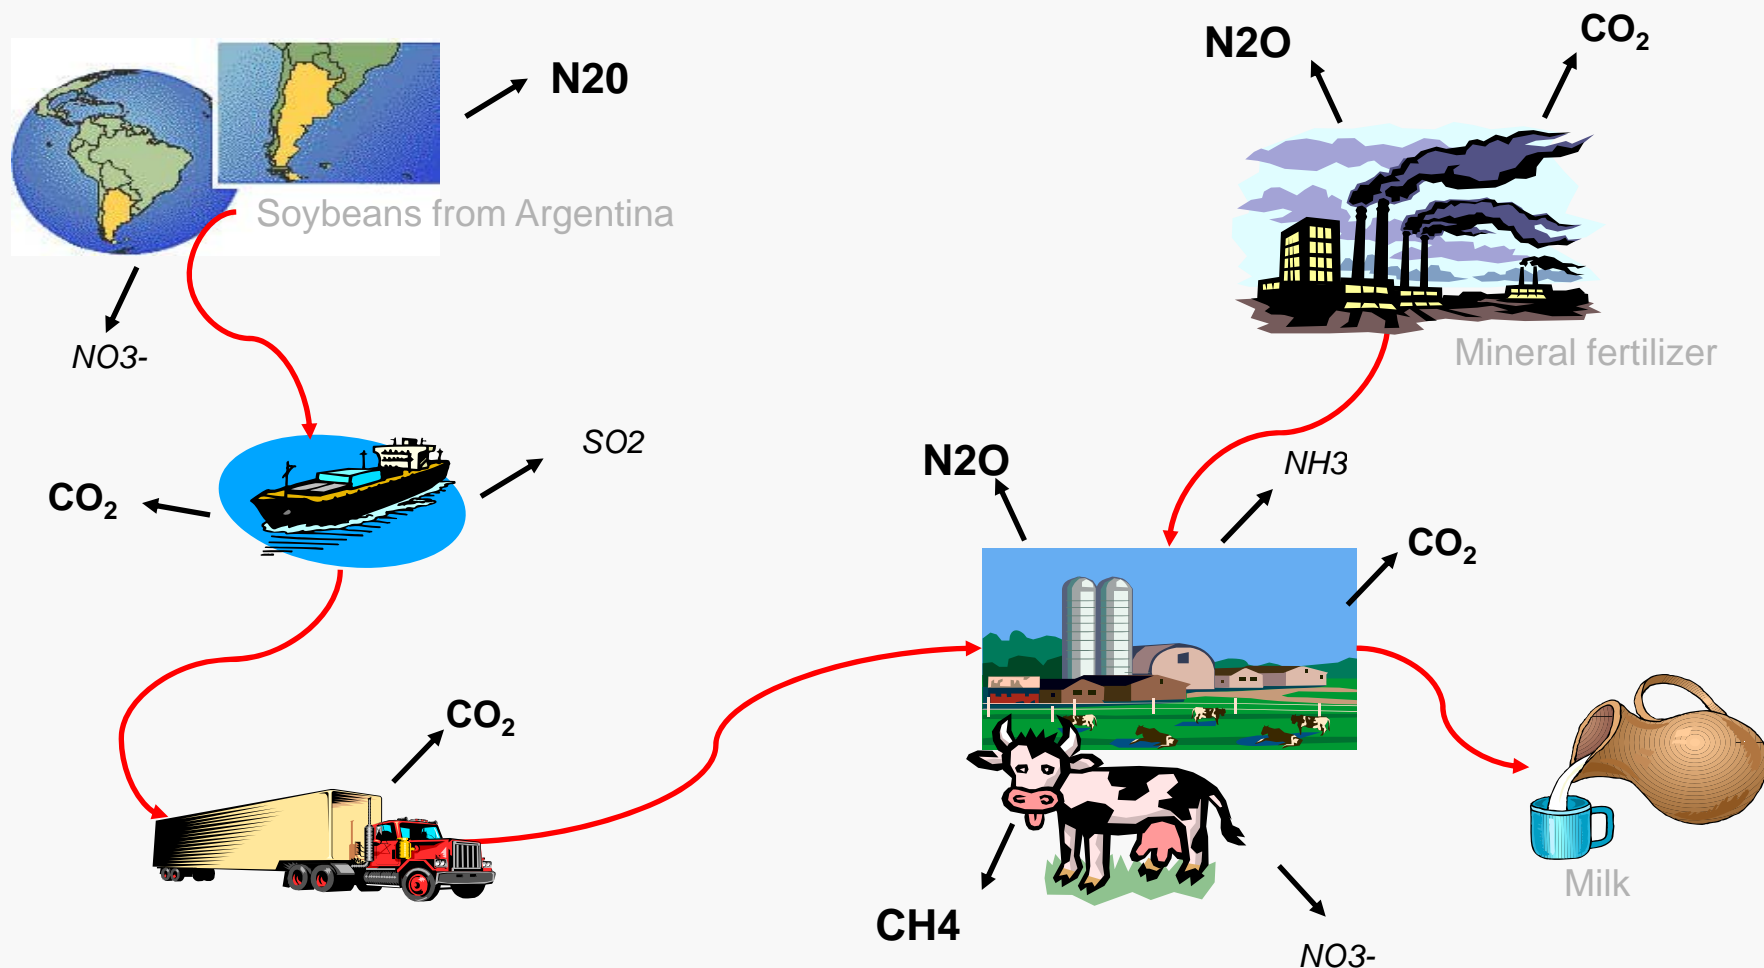 N20
N2O
CO₂
Soybeans from Argentina
NO3-
Mineral fertilizer
SO2
CO₂
N2O
NH3
CO₂
CO₂
CH4
Milk
NO3-